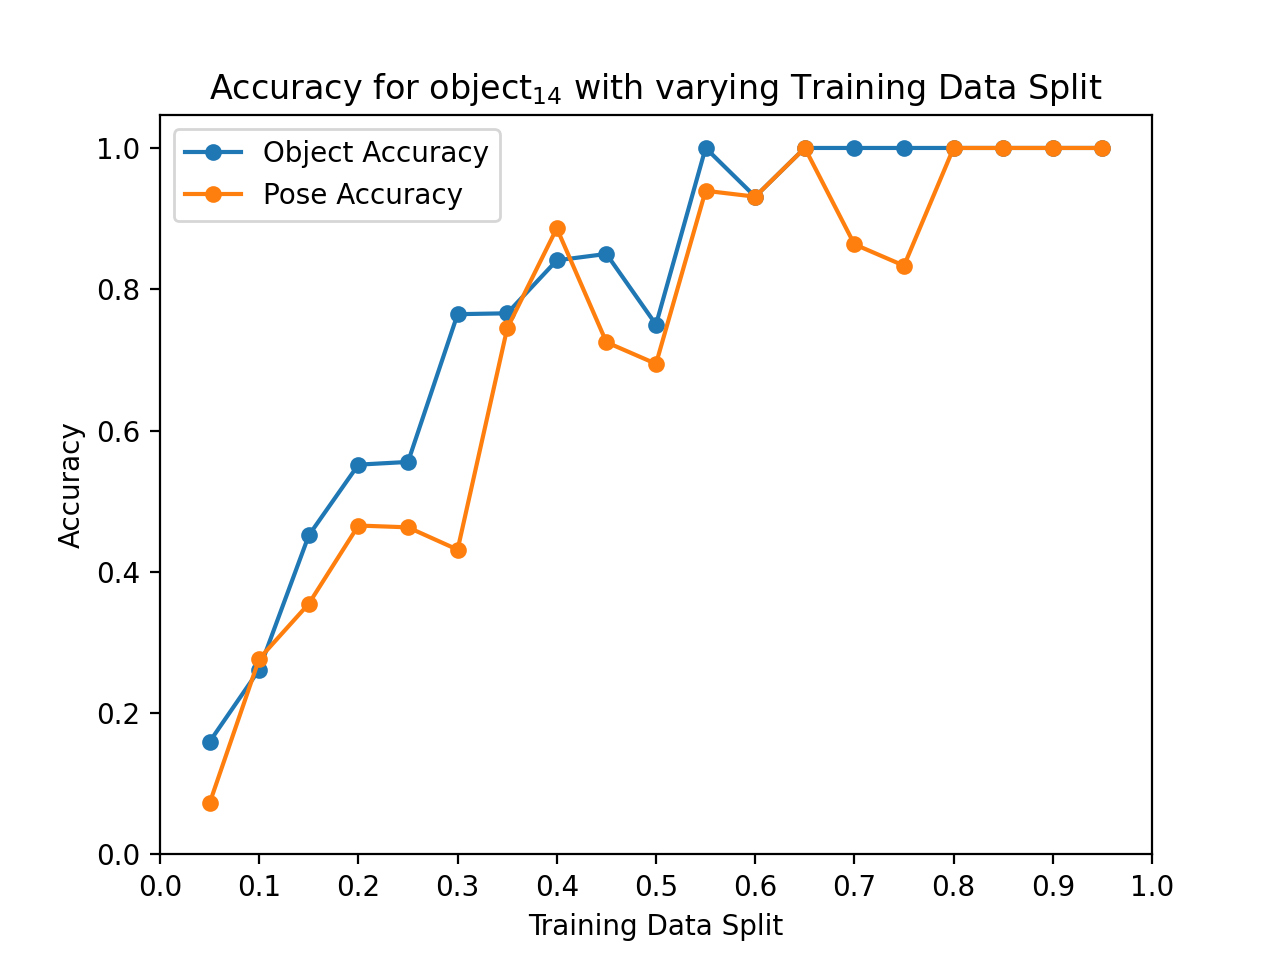 Accuracy for object₁₄ with varying Training Data Split
Object Accuracy
Pose Accuracy
1.0
0.8
0.6
0.4
0.2
0.0
Accuracy
0.0 0.1 0.2 0.3 0.4 0.5 0.6 0.7 0.8 0.9 1.0
Training Data Split